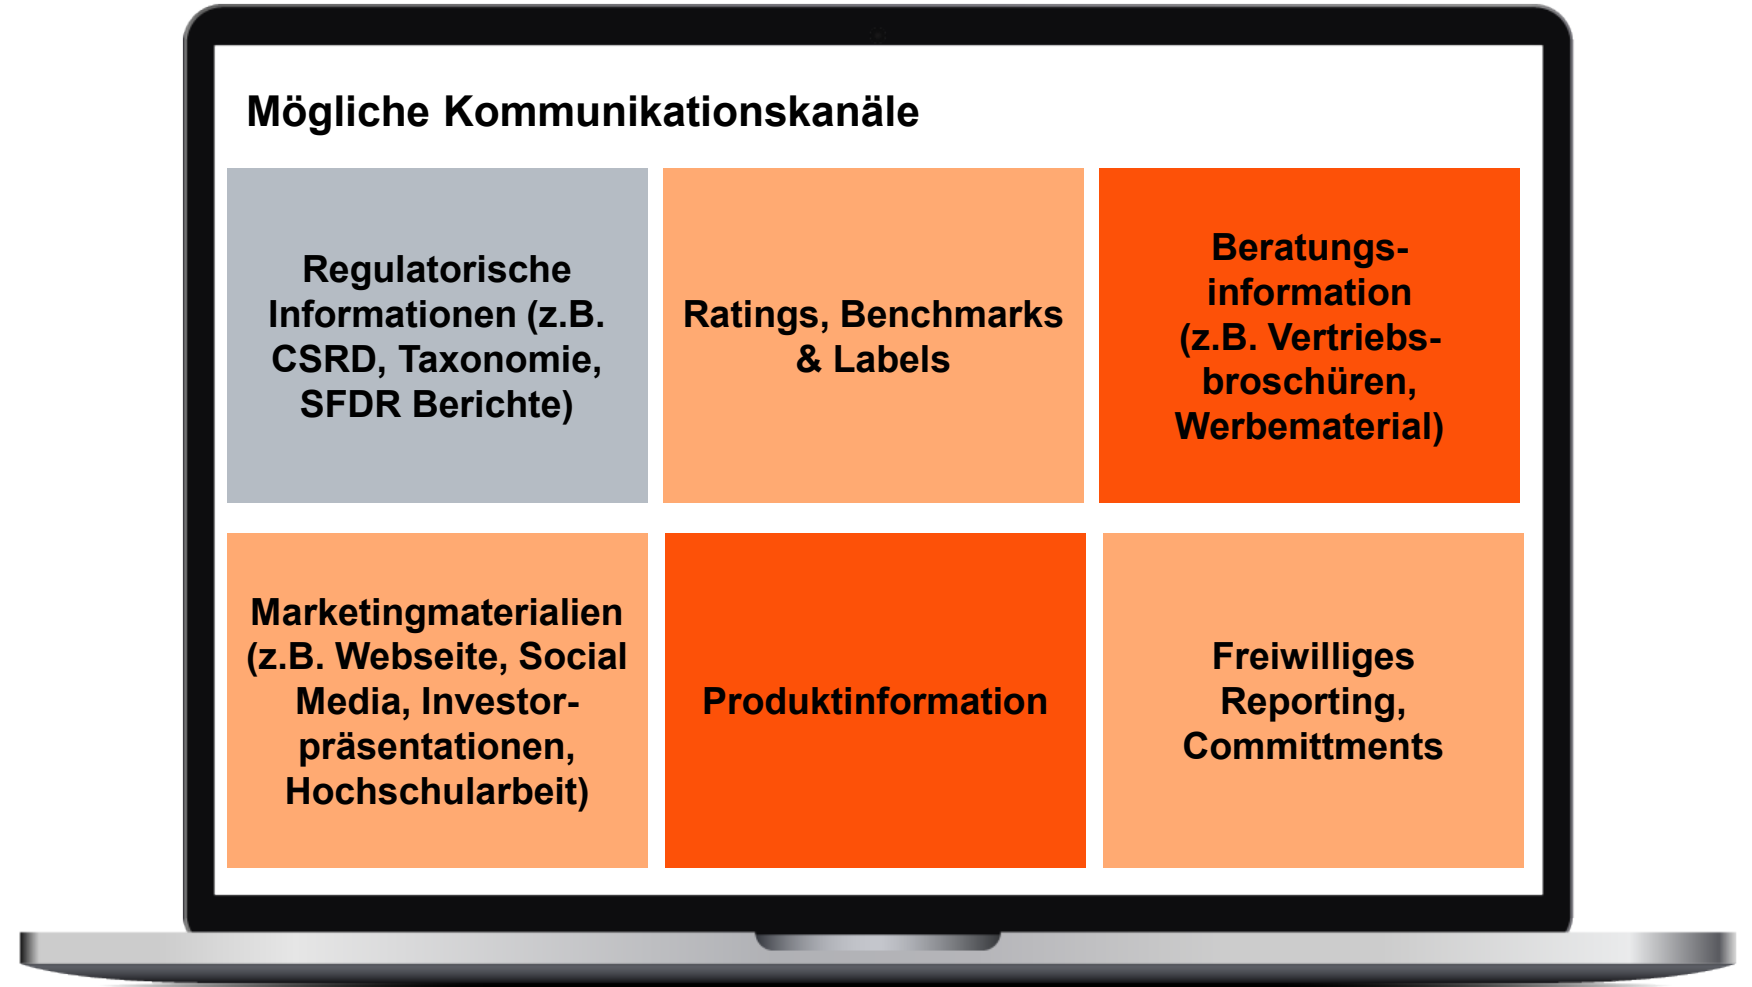 Mögliche Kommunikationskanäle
Regulatorische
Informationen (z.B.
CSRD, Taxonomie,
SFDR Berichte)
Ratings, Benchmarks
& Labels
Beratungs-
information
(z.B. Vertriebs-
broschüren,
Werbematerial)
Marketingmaterialien
(z.B. Webseite, Social
Media, Investor-
präsentationen,
Hochschularbeit)
Produktinformation
Freiwilliges
Reporting,
Committments